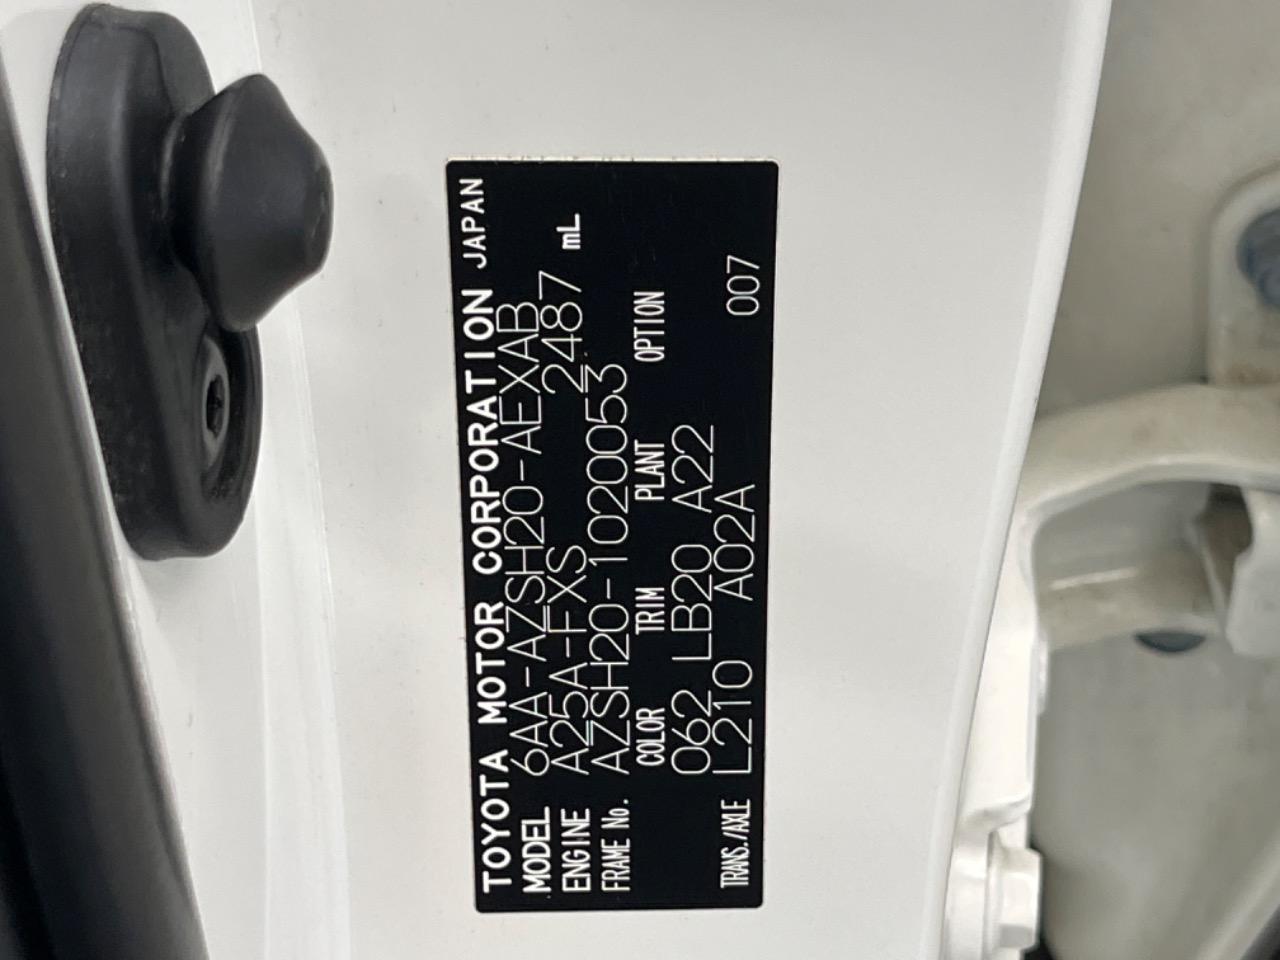 TOYOTA MOTOR CORPORATION JAPAN
MODEL 6AA-AZSH20-AEXAB
ENGINE A25A-FXS 2487 mL
FRAME No. AZSH20-1020053
COLOR TRIM PLANT OPTION
062 LB20 A22
TRANS./AXLE L210 A02A 007